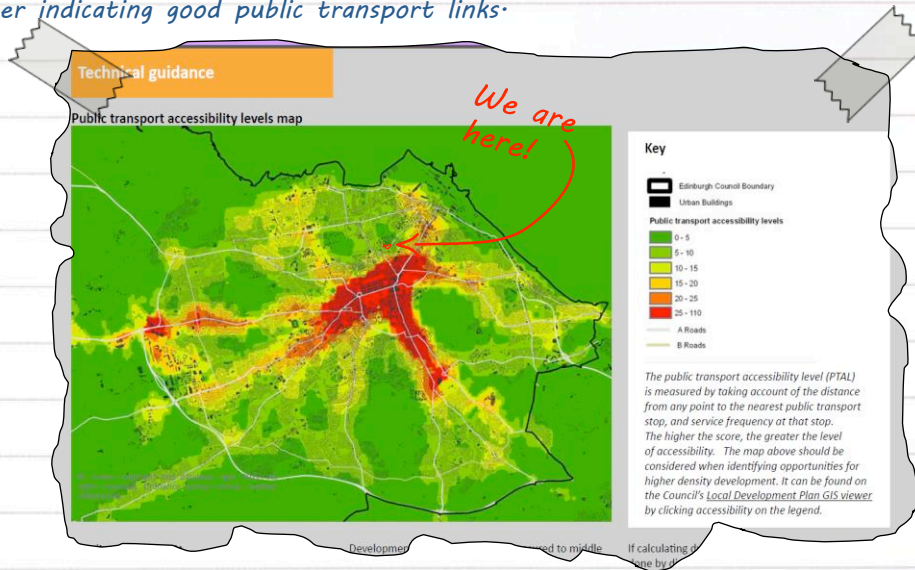 er indicating good public transport links.
Technical guidance
Public transport accessibility levels map
We are
here!
Key
Edinburgh Council Boundary
Urban Buildings
Public transport accessibility levels
0 - 5
5 - 10
10 - 15
15 - 20
20 - 25
25 - 110
A Roads
B Roads
The public transport accessibility level (PTAL)
is measured by taking account of the distance
from any point to the nearest public transport
stop, and service frequency at that stop.
The higher the score, the greater the level
of accessibility. The map above should be
considered when identifying opportunities for
higher density development. It can be found on
the Council's Local Development Plan GIS viewer
by clicking accessibility on the legend.
Developmen
to middle
If calculating d